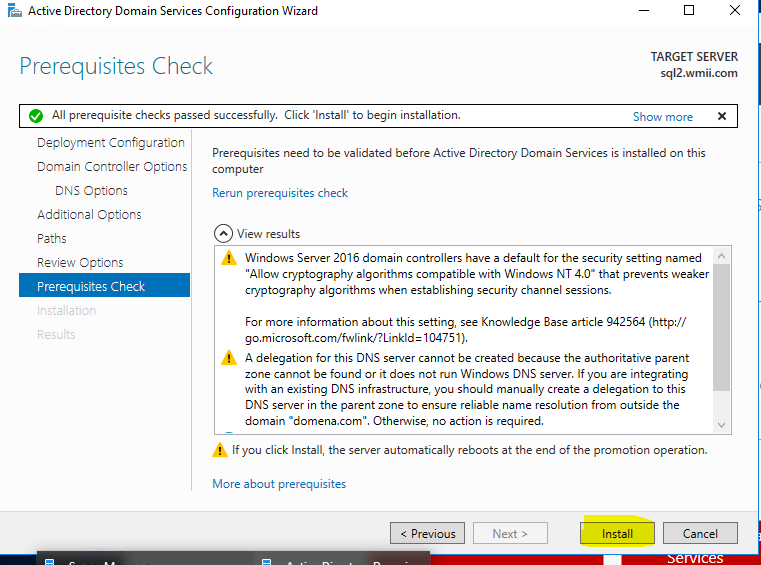 Active Directory Domain Services Configuration Wizard
Prerequisites Check
TARGET SERVER
sql2.wmii.com
All prerequisite checks passed successfully. Click 'Install' to begin installation.
Show more
Deployment Configuration
Domain Controller Options
DNS Options
Additional Options
Paths
Review Options
Prerequisites Check
Installation
Results
Prerequisites need to be validated before Active Directory Domain Services is installed on this
computer
Rerun prerequisites check
View results
Windows Server 2016 domain controllers have a default for the security setting named
"Allow cryptography algorithms compatible with Windows NT 4.0" that prevents weaker
cryptography algorithms when establishing security channel sessions.
For more information about this setting, see Knowledge Base article 942564 (http://
go.microsoft.com/fwlink/?LinkId=104751).
A delegation for this DNS server cannot be created because the authoritative parent
zone cannot be found or it does not run Windows DNS server. If you are integrating
with an existing DNS infrastructure, you should manually create a delegation to this
DNS server in the parent zone to ensure reliable name resolution from outside the
domain "domena.com". Otherwise, no action is required.
If you click Install, the server automatically reboots at the end of the promotion operation.
More about prerequisites
< Previous
Next >
Install
Cancel
Services